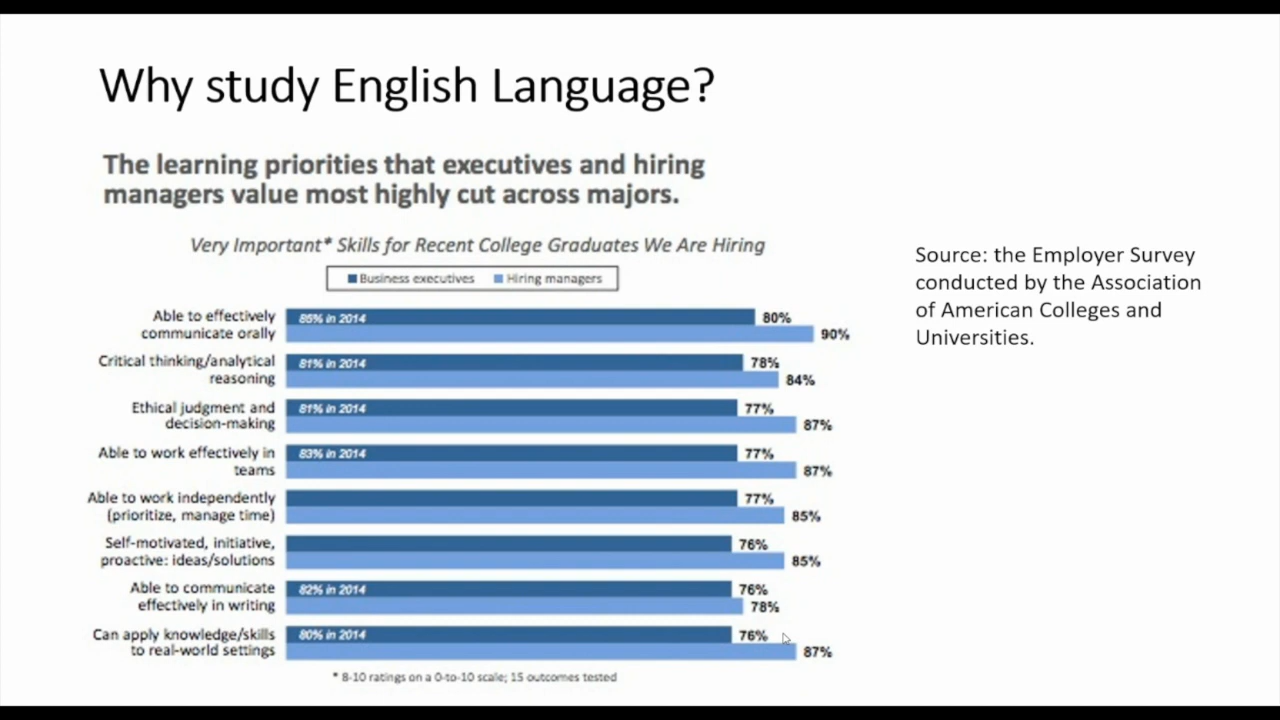 Why study English Language?
The learning priorities that executives and hiring
managers value most highly cut across majors.
Very Important* Skills for Recent College Graduates We Are Hiring
Business executives Hiring managers
Able to effectively
communicate orally
85% in 2014
80%
90%
Critical thinking/analytical
reasoning
81% in 2014
78%
84%
Ethical judgment and
decision-making
81% in 2014
77%
87%
Able to work effectively in
teams
83% in 2014
77%
87%
Able to work independently
(prioritize, manage time)
77%
85%
Self-motivated, initiative,
proactive: ideas/solutions
76%
85%
Able to communicate
effectively in writing
82% in 2014
76%
78%
Can apply knowledge/skills
to real-world settings
80% in 2014
76%
87%
* 8-10 ratings on a 0-to-10 scale; 15 outcomes tested
Source: the Employer Survey
conducted by the Association
of American Colleges and
Universities.